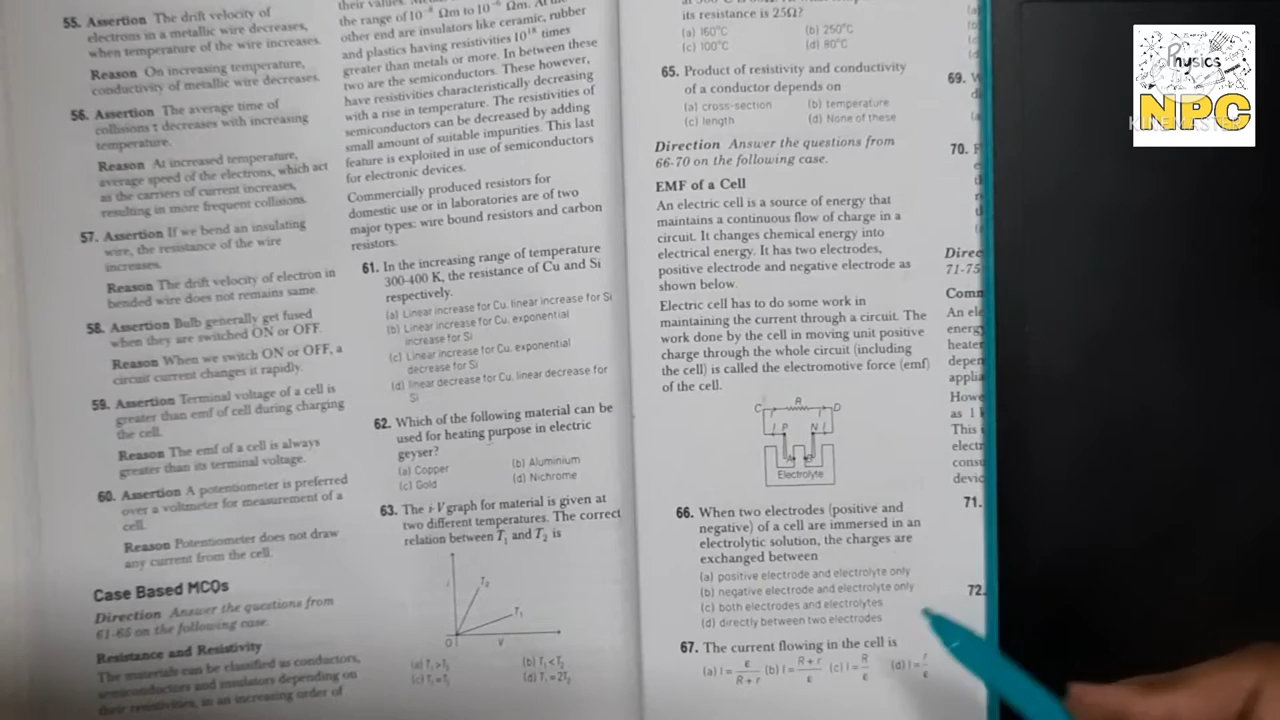 55. Assertion The drift velocity of
electrons in a metallic wire decreases,
when temperature of the wire increases.
Reason On increasing temperature,
conductivity of metallic wire decreases.
56. Assertion The average time of
collisions τ decreases with increasing
temperature.
Reason At increased temperature,
average speed of the electrons, which act
as the carriers of current increases,
resulting in more frequent collisions.
57. Assertion If we bend an insulating
wire, the resistance of the wire
increases.
Reason The drift velocity of electron in
bended wire does not remains same.
58. Assertion Bulb generally get fused
when they are switched ON or OFF.
Reason When we switch ON or OFF, a
circuit current changes it rapidly.
59. Assertion Terminal voltage of a cell is
greater than emf of cell during charging
the cell.
Reason The emf of a cell is always
greater than its terminal voltage.
60. Assertion A potentiometer is preferred
over a voltmeter for measurement of a
cell.
Reason Potentiometer does not draw
any current from the cell.
Case Based MCQs
Direction Answer the questions from
61-65 on the following case.
Resistance and Resistivity
The materials can be classified as conductors,
semiconductors and insulators depending on
their resistivities, in an increasing order of
their values.
the range of 10⁻⁸ Ωm to 10⁻⁶ Ωm. At the
other end are insulators like ceramic, rubber
and plastics having resistivities 10¹⁸ times
greater than metals or more. In between these
two are the semiconductors. These however,
have resistivities characteristically decreasing
with a rise in temperature. The resistivities of
semiconductors can be decreased by adding
small amount of suitable impurities. This last
feature is exploited in use of semiconductors
for electronic devices.
Commercially produced resistors for
domestic use or in laboratories are of two
major types: wire bound resistors and carbon
resistors.
61. In the increasing range of temperature
300-400 K, the resistance of Cu and Si
respectively.
(a) Linear increase for Cu, linear increase for Si
(b) Linear increase for Cu, exponential
increase for Si
(c) Linear increase for Cu, exponential
decrease for Si
(d) linear decrease for Cu, linear decrease for
Si
62. Which of the following material can be
used for heating purpose in electric
geyser?
(a) Copper (b) Aluminium
(c) Gold (d) Nichrome
63. The i-V graph for material is given at
two different temperatures. The correct
relation between T₁ and T₂ is
i
T₂
T₁
O V
(a) T₁ > T₂ (b) T₁ < T₂
(c) T₁ = T₂ (d) T₁ = 2T₂
its resistance is 25Ω?
(a) 160°C (b) 250°C
(c) 100°C (d) 80°C
65. Product of resistivity and conductivity
of a conductor depends on
(a) cross-section (b) temperature
(c) length (d) None of these
Direction Answer the questions from
66-70 on the following case.
EMF of a Cell
An electric cell is a source of energy that
maintains a continuous flow of charge in a
circuit. It changes chemical energy into
electrical energy. It has two electrodes,
positive electrode and negative electrode as
shown below.
Electric cell has to do some work in
maintaining the current through a circuit. The
work done by the cell in moving unit positive
charge through the whole circuit (including
the cell) is called the electromotive force (emf)
of the cell.
R
C D
I P N I
A B
Electrolyte
66. When two electrodes (positive and
negative) of a cell are immersed in an
electrolytic solution, the charges are
exchanged between
(a) positive electrode and electrolyte only
(b) negative electrode and electrolyte only
(c) both electrodes and electrolytes
(d) directly between two electrodes
67. The current flowing in the cell is
(a) I = ε/(R+r) (b) I = (R+r)/ε (c) I = R/ε (d) I = r/ε
69.
70.
Direc
71-75
Comm
An ele
energy
heater
depen
applia
Howe
as 1 k
This i
electr
consu
devic
71.
72.
Physics
NPC